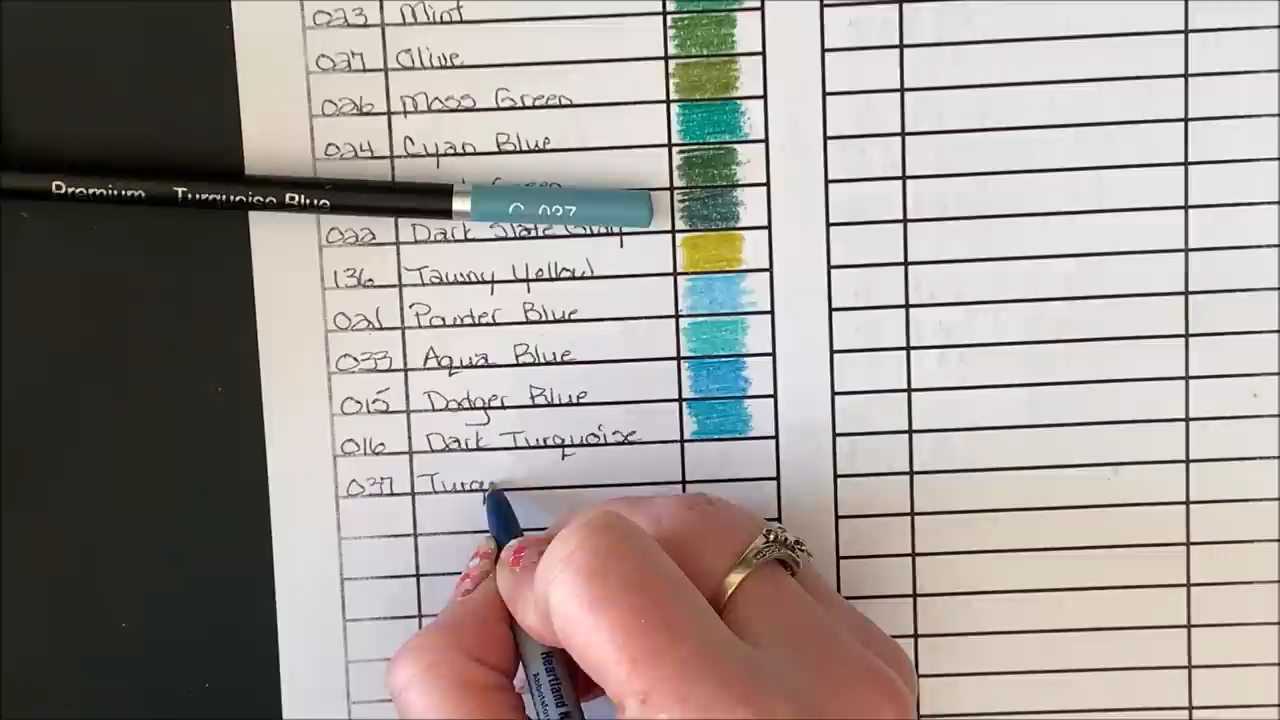 023 Mint
027 Olive
026 Moss Green
024 Cyan Blue
Green
Premium Turquoise Blue
C 037
022 Dark Slate Gray
136 Tawny Yellow
021 Powder Blue
033 Aqua Blue
015 Dodger Blue
016 Dark Turquoise
037 Turq
Heartland